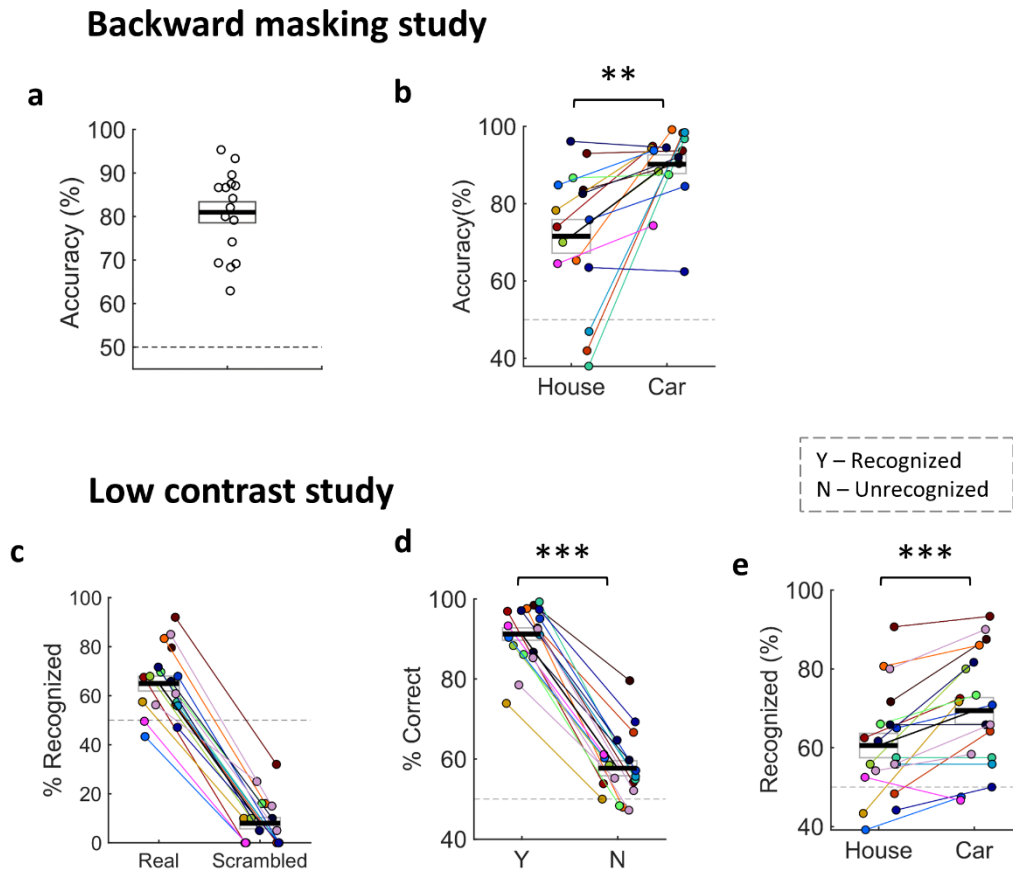 Backward masking study
a
b
**
Accuracy (%)
100
90
80
70
60
50
Accuracy(%)
100
80
60
40
House Car
Y – Recognized
N – Unrecognized
Low contrast study
c
d
e
***
***
% Recognized
100
80
60
40
20
0
Real Scrambled
% Correct
100
80
60
40
Y N
Recognized (%)
100
80
60
40
House Car